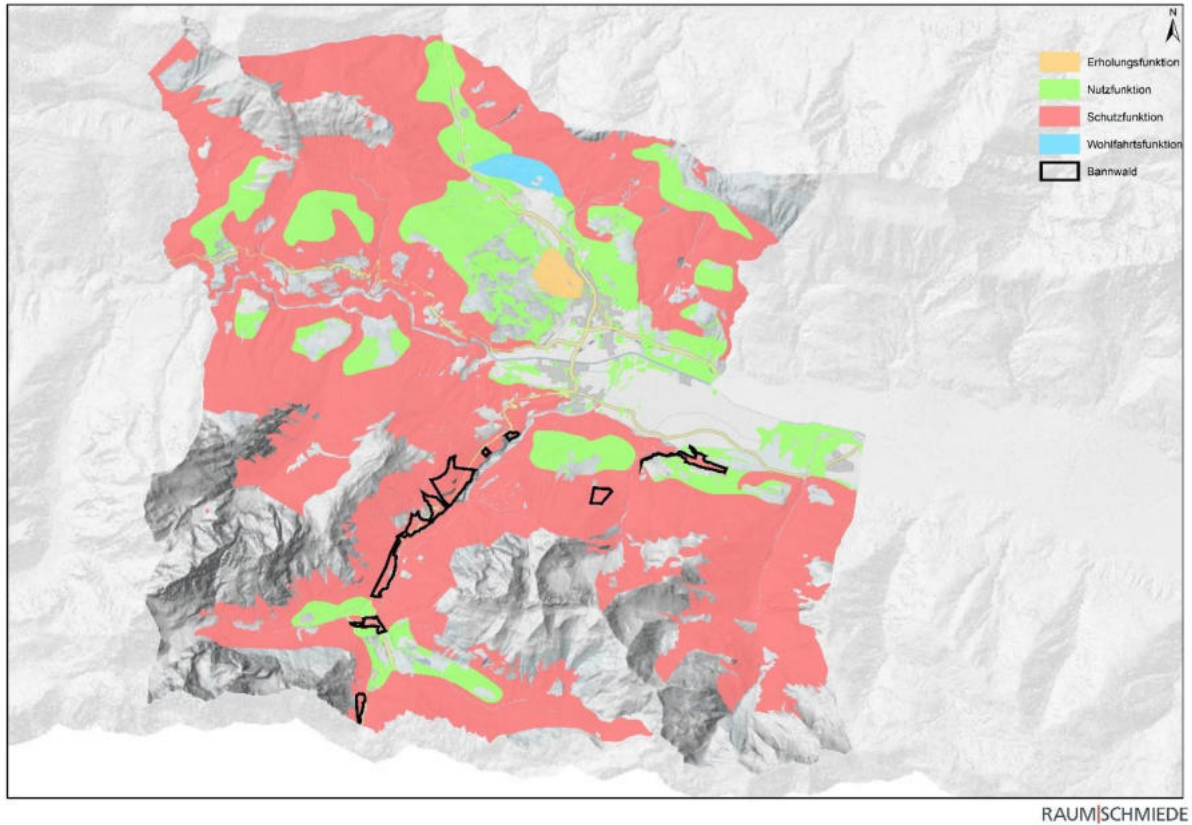 N
Erholungsfunktion
Nutzfunktion
Schutzfunktion
Wohlfahrtsfunktion
Bannwald
RAUM|SCHMIEDE